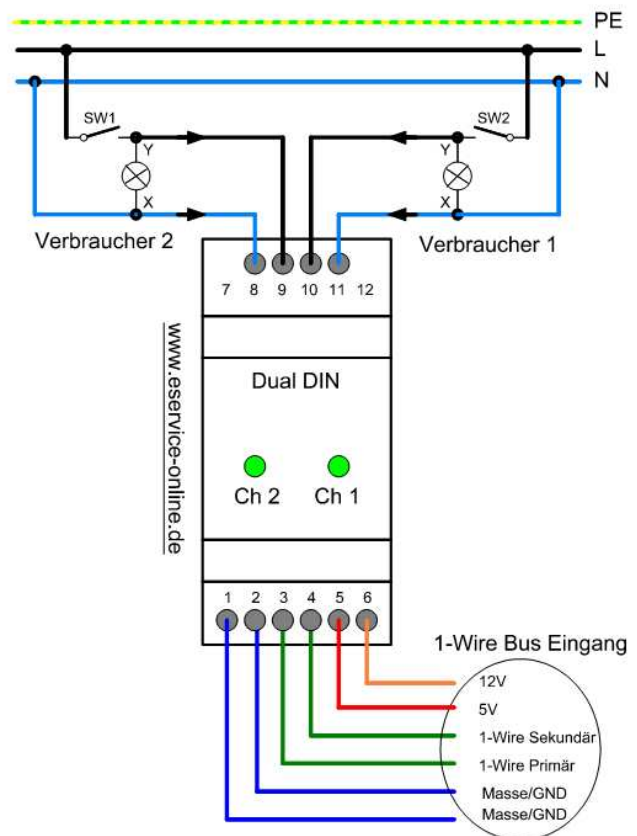 PE
L
N
SW1
SW2
Y
Y
X
X
Verbraucher 2
Verbraucher 1
7 8 9 10 11 12
www.eservice-online.de
Dual DIN
Ch 2 Ch 1
1 2 3 4 5 6
1-Wire Bus Eingang
12V
5V
1-Wire Sekundär
1-Wire Primär
Masse/GND
Masse/GND